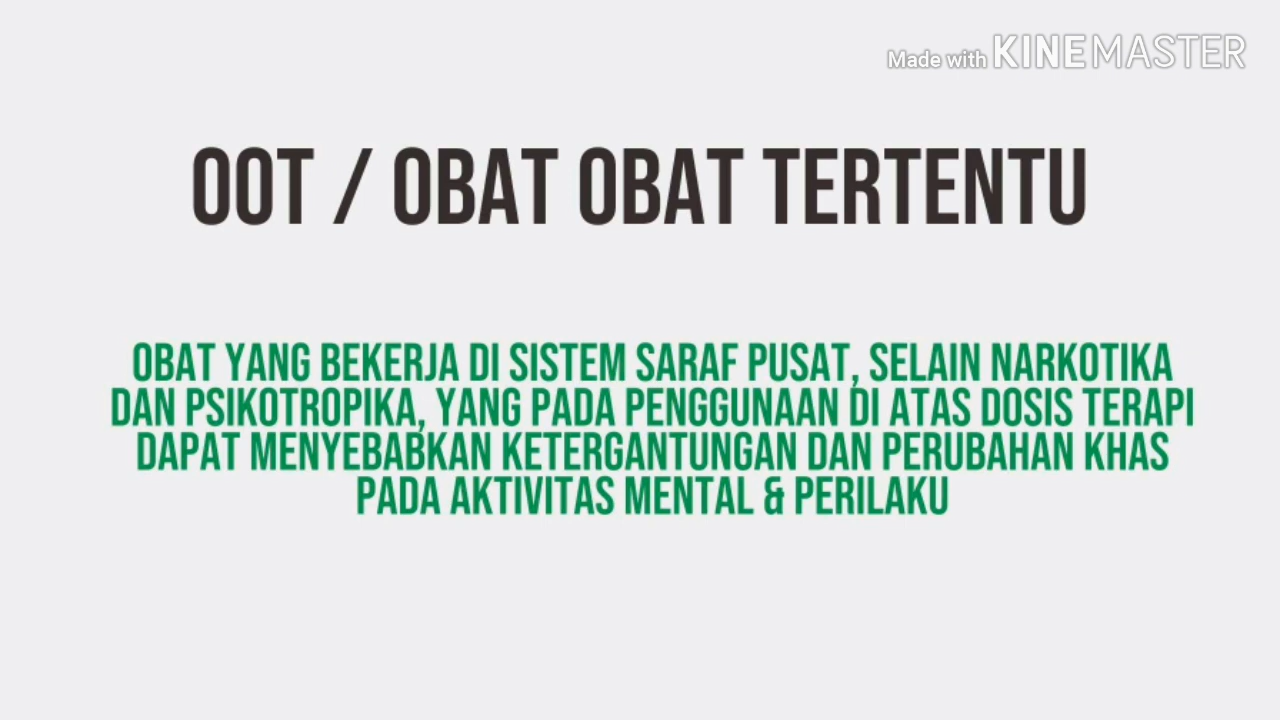 Made with KINEMASTER
OOT / OBAT OBAT TERTENTU
OBAT YANG BEKERJA DI SISTEM SARAF PUSAT, SELAIN NARKOTIKA
DAN PSIKOTROPIKA, YANG PADA PENGGUNAAN DI ATAS DOSIS TERAPI
DAPAT MENYEBABKAN KETERGANTUNGAN DAN PERUBAHAN KHAS
PADA AKTIVITAS MENTAL & PERILAKU